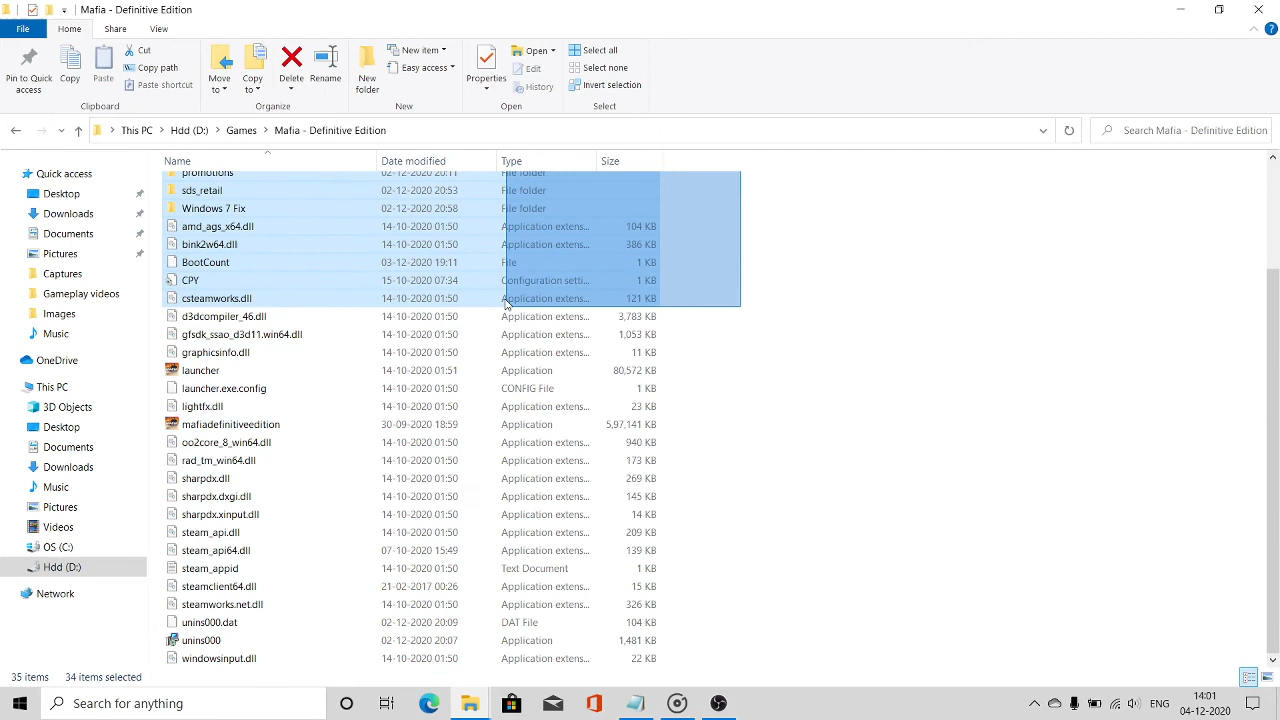 Mafia - Definitive Edition
File Home Share View
Pin to Quick access
Copy
Paste
Cut
Copy path
Paste shortcut
Clipboard
Move to
Copy to
Delete
Rename
Organize
New folder
New item
Easy access
New
Properties
Open
Edit
History
Open
Select all
Select none
Invert selection
Select
This PC > Hdd (D:) > Games > Mafia - Definitive Edition
Search Mafia - Definitive Edition
Name Date modified Type Size
Quick access
Desktop
Downloads
Documents
Pictures
Captures
Gameplay videos
Images
Music
OneDrive
This PC
3D Objects
Desktop
Documents
Downloads
Music
Pictures
Videos
OS (C:)
Hdd (D:)
Network
promotions 02-12-2020 20:11 File folder
sds_retail 02-12-2020 20:53 File folder
Windows 7 Fix 02-12-2020 20:58 File folder
amd_ags_x64.dll 14-10-2020 01:50 Application extens... 104 KB
bink2w64.dll 14-10-2020 01:50 Application extens... 386 KB
BootCount 03-12-2020 19:11 File 1 KB
CPY 15-10-2020 07:34 Configuration setti... 1 KB
csteamworks.dll 14-10-2020 01:50 Application extens... 121 KB
d3dcompiler_46.dll 14-10-2020 01:50 Application extens... 3,783 KB
gfsdk_ssao_d3d11.win64.dll 14-10-2020 01:50 Application extens... 1,053 KB
graphicsinfo.dll 14-10-2020 01:50 Application extens... 11 KB
launcher 14-10-2020 01:51 Application 80,572 KB
launcher.exe.config 14-10-2020 01:50 CONFIG File 1 KB
lightfx.dll 14-10-2020 01:50 Application extens... 23 KB
mafiadefinitiveedition 30-09-2020 18:59 Application 5,97,141 KB
oo2core_8_win64.dll 14-10-2020 01:50 Application extens... 940 KB
rad_tm_win64.dll 14-10-2020 01:50 Application extens... 173 KB
sharpdx.dll 14-10-2020 01:50 Application extens... 269 KB
sharpdx.dxgi.dll 14-10-2020 01:50 Application extens... 145 KB
sharpdx.xinput.dll 14-10-2020 01:50 Application extens... 14 KB
steam_api.dll 14-10-2020 01:50 Application extens... 209 KB
steam_api64.dll 07-10-2020 15:49 Application extens... 139 KB
steam_appid 14-10-2020 01:50 Text Document 1 KB
steamclient64.dll 21-02-2017 00:26 Application extens... 15 KB
steamworks.net.dll 14-10-2020 01:50 Application extens... 326 KB
unins000.dat 02-12-2020 20:09 DAT File 104 KB
unins000 02-12-2020 20:07 Application 1,481 KB
windowsinput.dll 14-10-2020 01:50 Application extens... 22 KB
35 items 34 items selected
Search for anything
14:01
04-12-2020